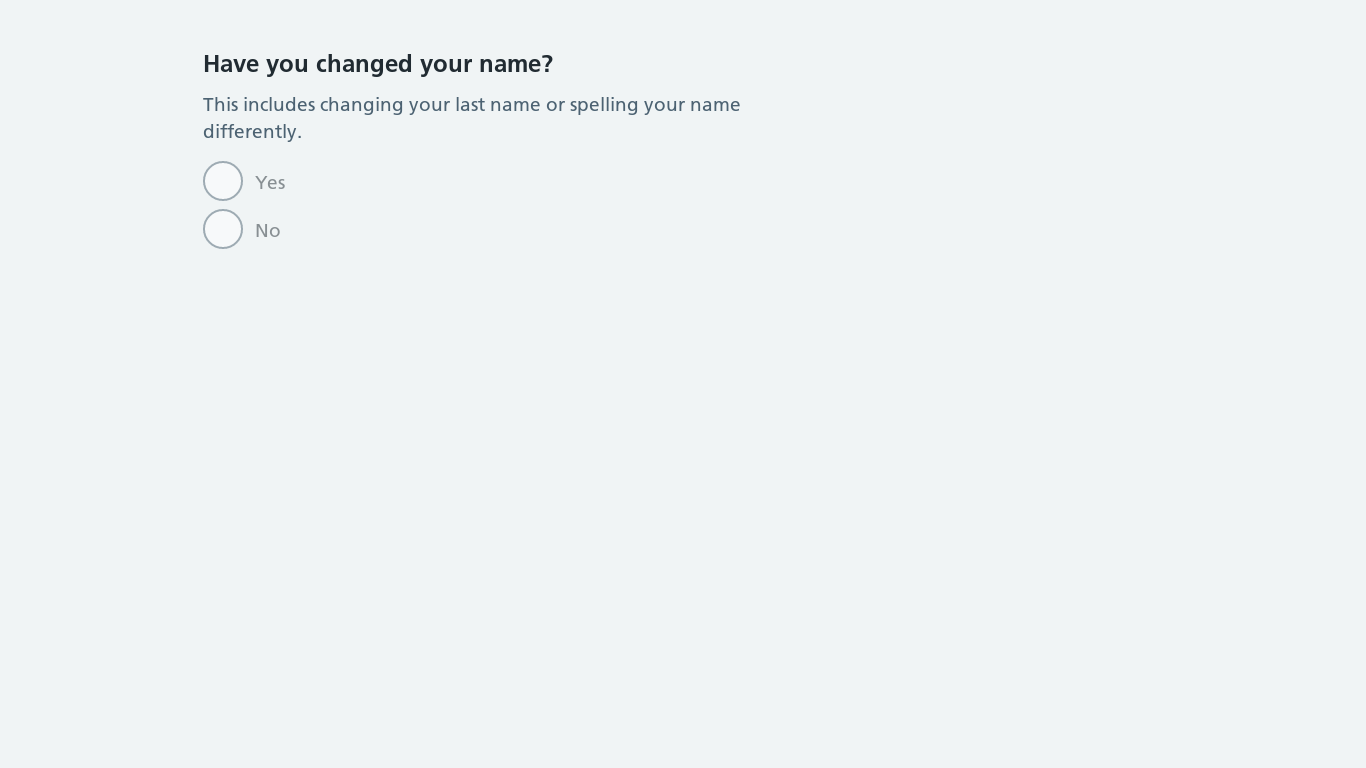 Have you changed your name?
This includes changing your last name or spelling your name
differently.
Yes
No